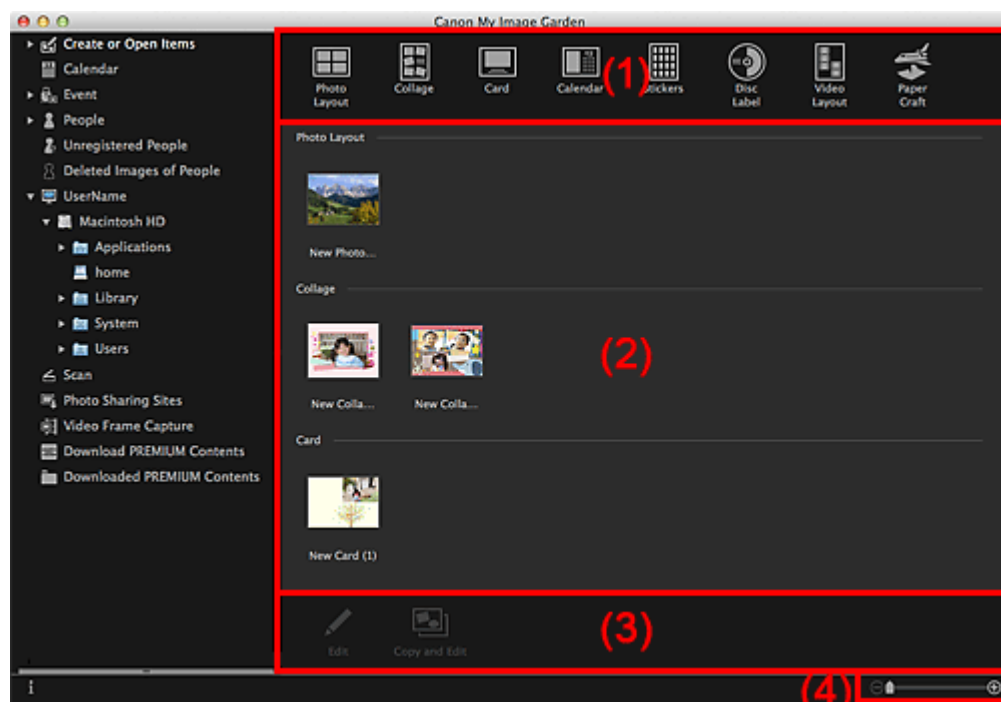 Canon My Image Garden
Create or Open Items
Calendar
Event
People
Unregistered People
Deleted Images of People
UserName
Macintosh HD
Applications
home
Library
System
Users
Scan
Photo Sharing Sites
Video Frame Capture
Download PREMIUM Contents
Downloaded PREMIUM Contents
Photo
Layout
Collage
Card
Calendar
(1)
Stickers
Disc
Label
Video
Layout
Paper
Craft
Photo Layout
New Photo...
Collage
(2)
New Colla...
New Colla...
Card
New Card (1)
(3)
Edit
Copy and Edit
(4)